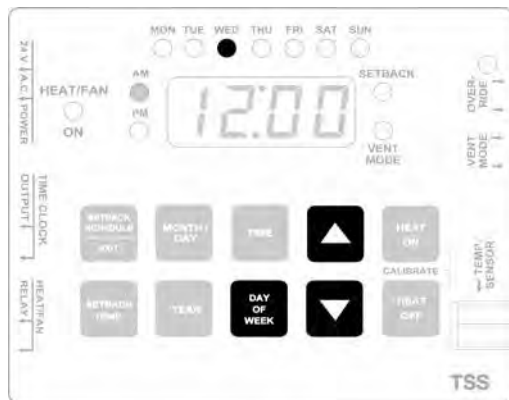 MON TUE WED THU FRI SAT SUN
24 V A.C. POWER
HEAT/FAN
ON
AM
PM
12:00
SETBACK
VENT
MODE
OVER-
RIDE
VENT
MODE
TIME CLOCK
OUTPUT
SETBACK
SCHEDULE
EXIT
MONTH/
DAY
TIME
HEAT
ON
CALIBRATE
TEMP.
SENSOR
HEAT/FAN
RELAY
SETBACK
TEMP
YEAR
DAY
OF
WEEK
HEAT
OFF
TSS